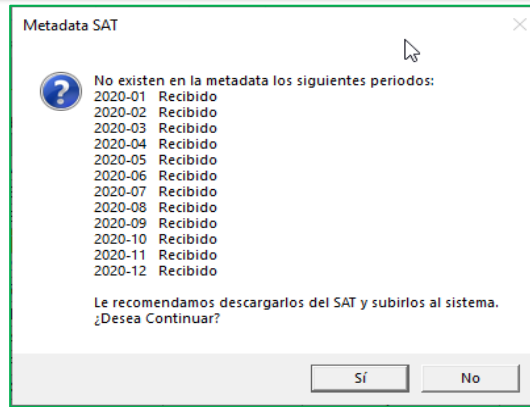 Metadata SAT
No existen en la metadata los siguientes periodos:
2020-01 Recibido
2020-02 Recibido
2020-03 Recibido
2020-04 Recibido
2020-05 Recibido
2020-06 Recibido
2020-07 Recibido
2020-08 Recibido
2020-09 Recibido
2020-10 Recibido
2020-11 Recibido
2020-12 Recibido
Le recomendamos descargarlos del SAT y subirlos al sistema.
¿Desea Continuar?
Sí
No